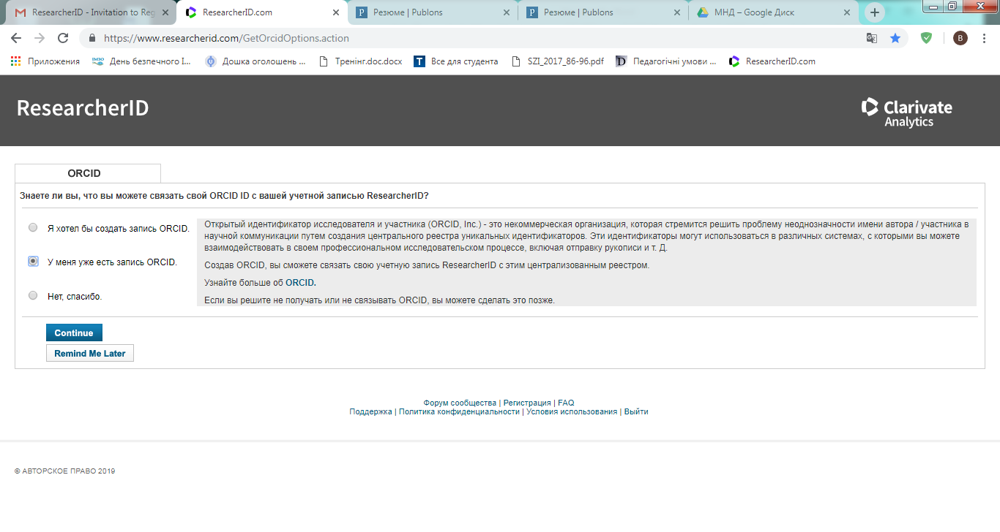 ResearcherID - Invitation to Reg
ResearcherID.com
Резюме | Publons
Резюме | Publons
МНД – Google Диск
https://www.researcherid.com/GetOrcidOptions.action
B
Приложения
День безпечного І...
Дошка оголошень ...
Тренінг.doc.docx
Все для студента
SZI_2017_86-96.pdf
Педагогічні умови ...
ResearcherID.com
ResearcherID
Clarivate
Analytics
ORCID
Знаете ли вы, что вы можете связать свой ORCID ID с вашей учетной записью ResearcherID?
Я хотел бы создать запись ORCID.
У меня уже есть запись ORCID.
Нет, спасибо.
Открытый идентификатор исследователя и участника (ORCID, Inc.) - это некоммерческая организация, которая стремится решить проблему неоднозначности имени автора / участника в
научной коммуникации путем создания центрального реестра уникальных идентификаторов. Эти идентификаторы могут использоваться в различных системах, с которыми вы можете
взаимодействовать в своем профессиональном исследовательском процессе, включая отправку рукописи и т. Д.
Создав ORCID, вы сможете связать свою учетную запись ResearcherID с этим централизованным реестром.
Узнайте больше об ORCID.
Если вы решите не получать или не связывать ORCID, вы можете сделать это позже.
Continue
Remind Me Later
Форум сообщества | Регистрация | FAQ
Поддержка | Политика конфиденциальности | Условия использования | Выйти
© АВТОРСКОЕ ПРАВО 2019